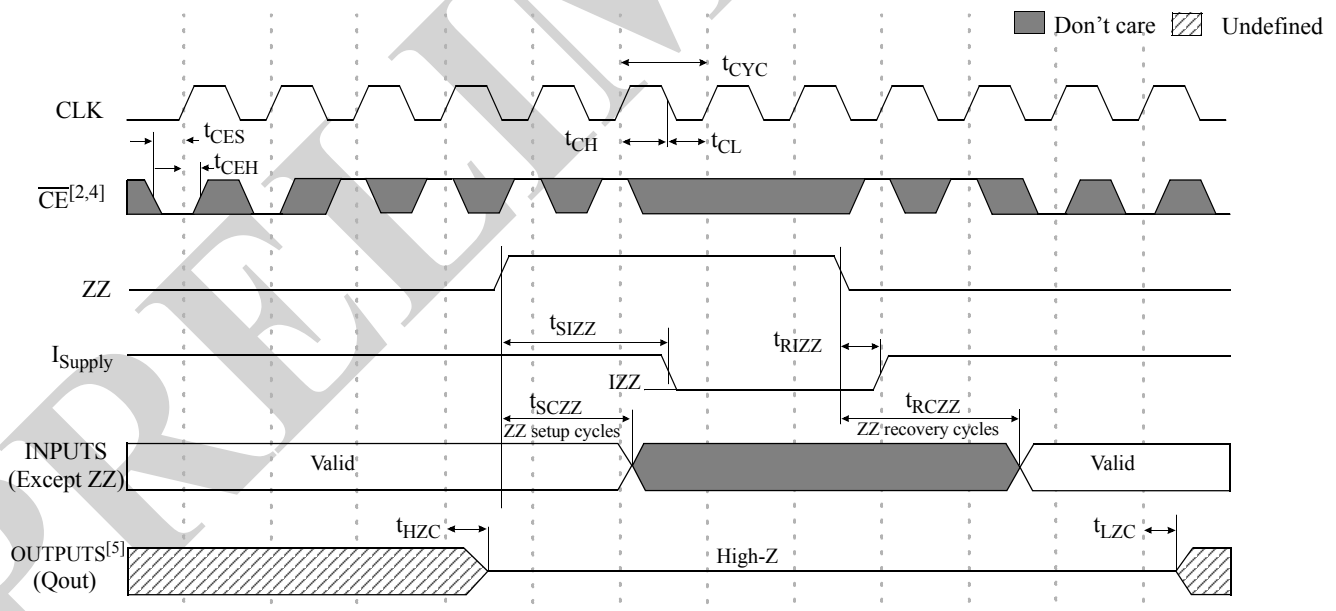 Don't care
Undefined
tCYC
CLK
tCES
tCH
tCL
tCEH
CE[2,4]
ZZ
tSIZZ
tRIZZ
ISupply
IZZ
tSCZZ
tRCZZ
ZZ setup cycles
ZZ recovery cycles
INPUTS
(Except ZZ)
Valid
Valid
tHZC
tLZC
OUTPUTS[5]
(Qout)
High-Z